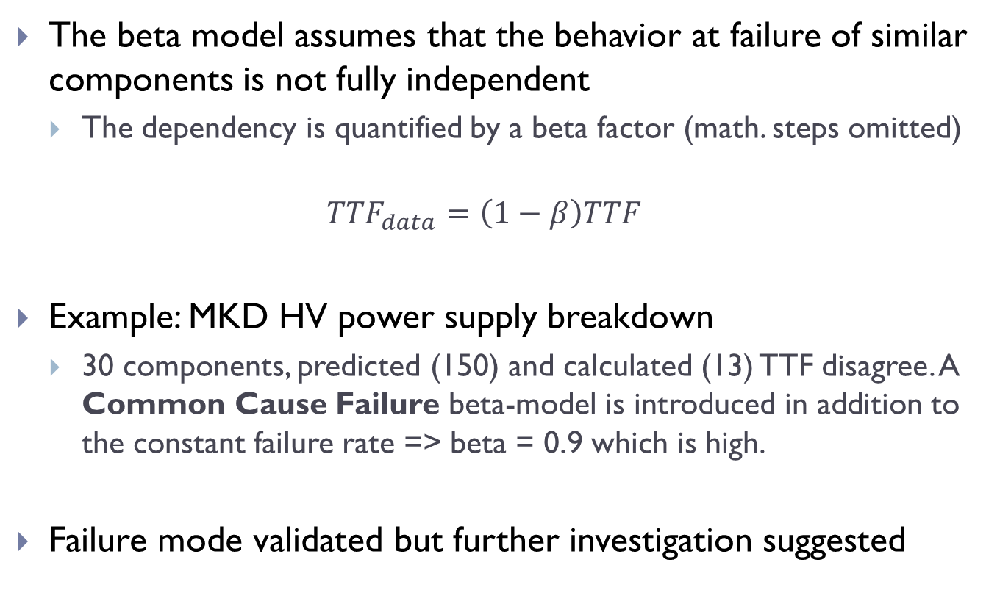 The beta model assumes that the behavior at failure of similar
components is not fully independent
The dependency is quantified by a beta factor (math. steps omitted)
TTF_data = (1 − β)TTF
Example: MKD HV power supply breakdown
30 components, predicted (150) and calculated (13) TTF disagree. A
Common Cause Failure beta-model is introduced in addition to
the constant failure rate => beta = 0.9 which is high.
Failure mode validated but further investigation suggested